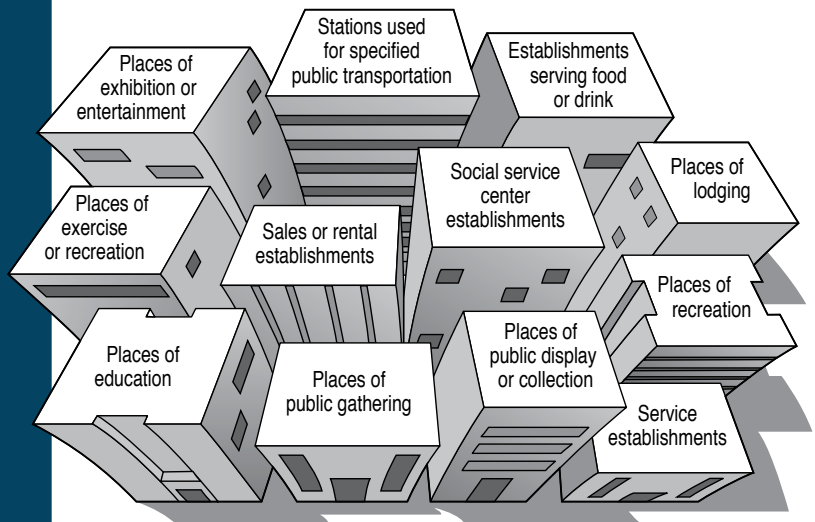 Stations used
for specified
public transportation
Places of
exhibition or
entertainment
Establishments
serving food
or drink
Social service
center
establishments
Places of
lodging
Places of
exercise
or recreation
Sales or rental
establishments
Places of
recreation
Places of
education
Places of
public gathering
Places of
public display
or collection
Service
establishments